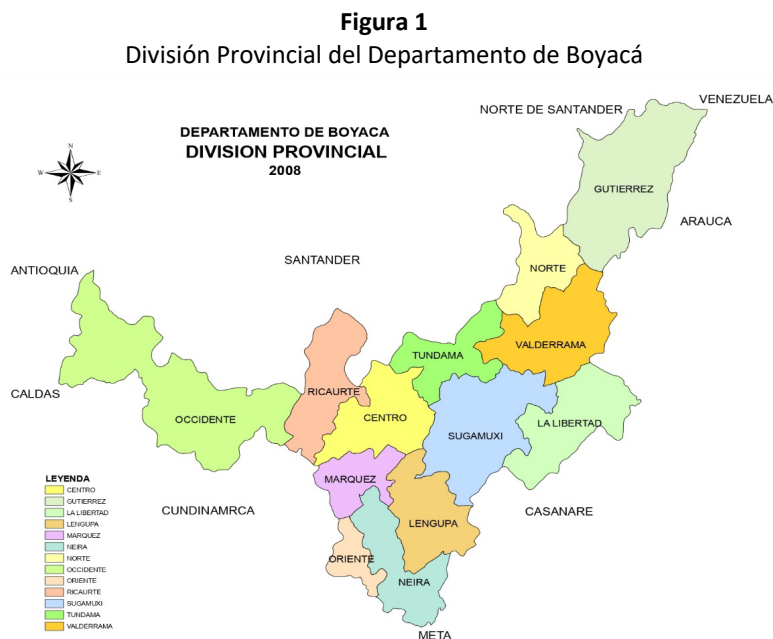 Figura 1
División Provincial del Departamento de Boyacá
VENEZUELA
NORTE DE SANTANDER
DEPARTAMENTO DE BOYACA
DIVISION PROVINCIAL
2008
N
W
E
S
GUTIERREZ
ARAUCA
SANTANDER
ANTIOQUIA
NORTE
VALDERRAMA
TUNDAMA
CALDAS
RICAURTE
OCCIDENTE
CENTRO
LA LIBERTAD
SUGAMUXI
MARQUEZ
LEYENDA
CENTRO
GUTIERREZ
LA LIBERTAD
LENGUPA
MARQUEZ
NEIRA
NORTE
OCCIDENTE
ORIENTE
RICAURTE
SUGAMUXI
TUNDAMA
VALDERRAMA
CUNDINAMRCA
CASANARE
LENGUPA
ORIENTE
NEIRA
META